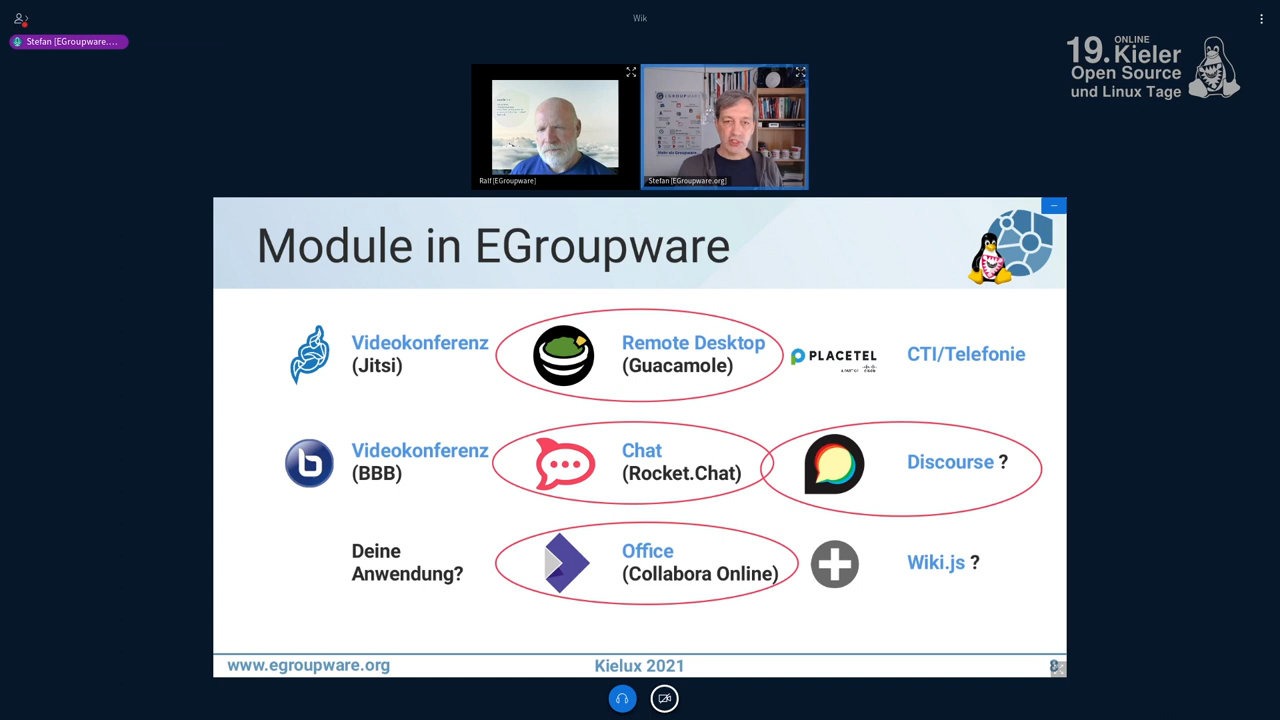 Wik
Stefan [EGroupware....
19. ONLINE Kieler
Open Source
und Linux Tage
EGROUPWARE
Ralf [EGroupware]
Stefan [EGroupware.org]
Module in EGroupware
Videokonferenz
(Jitsi)
Remote Desktop
(Guacamole)
PLACETEL
CTI/Telefonie
Videokonferenz
(BBB)
Chat
(Rocket.Chat)
Discourse ?
Deine
Anwendung?
Office
(Collabora Online)
Wiki.js ?
www.egroupware.org
Kielux 2021
8